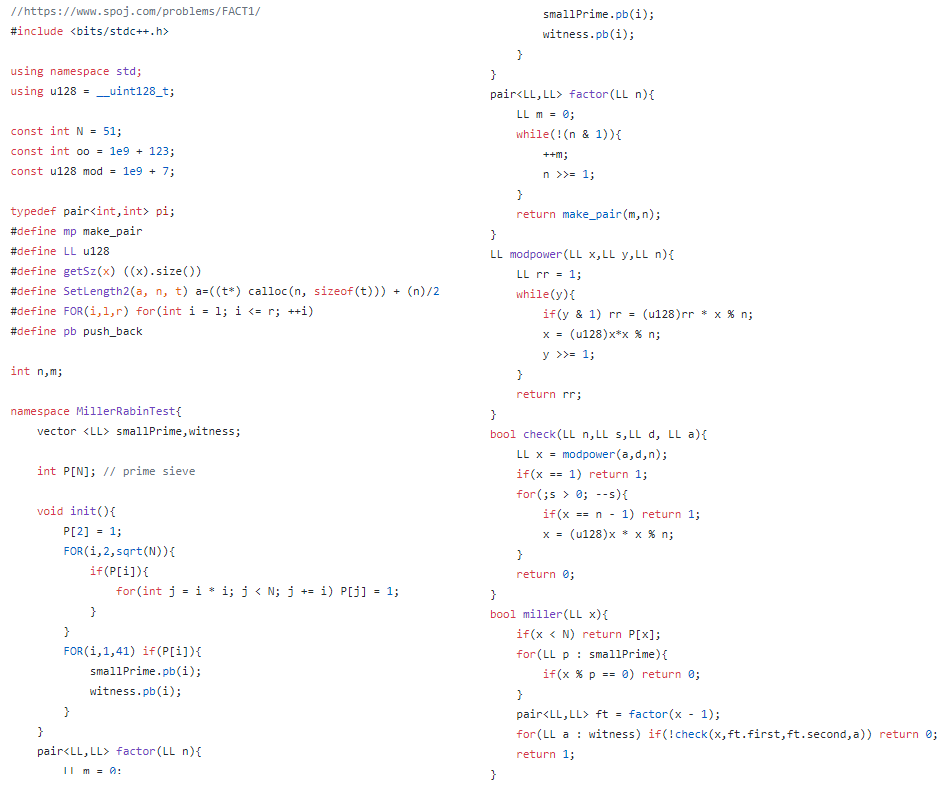 //https://www.spoj.com/problems/FACT1/
#include <bits/stdc++.h>

using namespace std;
using u128 = __uint128_t;

const int N = 51;
const int oo = 1e9 + 123;
const u128 mod = 1e9 + 7;

typedef pair<int,int> pi;
#define mp make_pair
#define LL u128
#define getSz(x) ((x).size())
#define SetLength2(a, n, t) a=((t*) calloc(n, sizeof(t))) + (n)/2
#define FOR(i,l,r) for(int i = l; i <= r; ++i)
#define pb push_back

int n,m;

namespace MillerRabinTest{
    vector <LL> smallPrime,witness;

    int P[N]; // prime sieve

    void init(){
        P[2] = 1;
        FOR(i,2,sqrt(N)){
            if(P[i]){
                for(int j = i * i; j < N; j += i) P[j] = 1;
            }
        }
        FOR(i,1,41) if(P[i]){
            smallPrime.pb(i);
            witness.pb(i);
        }
    }
    pair<LL,LL> factor(LL n){
        LL m = 0;
        smallPrime.pb(i);
        witness.pb(i);
    }
}
pair<LL,LL> factor(LL n){
    LL m = 0;
    while(!(n & 1)){
        ++m;
        n >>= 1;
    }
    return make_pair(m,n);
}
LL modpower(LL x,LL y,LL n){
    LL rr = 1;
    while(y){
        if(y & 1) rr = (u128)rr * x % n;
        x = (u128)x*x % n;
        y >>= 1;
    }
    return rr;
}
bool check(LL n,LL s,LL d, LL a){
    LL x = modpower(a,d,n);
    if(x == 1) return 1;
    for(;s > 0; --s){
        if(x == n - 1) return 1;
        x = (u128)x * x % n;
    }
    return 0;
}
bool miller(LL x){
    if(x < N) return P[x];
    for(LL p : smallPrime){
        if(x % p == 0) return 0;
    }
    pair<LL,LL> ft = factor(x - 1);
    for(LL a : witness) if(!check(x,ft.first,ft.second,a)) return 0;
    return 1;
}